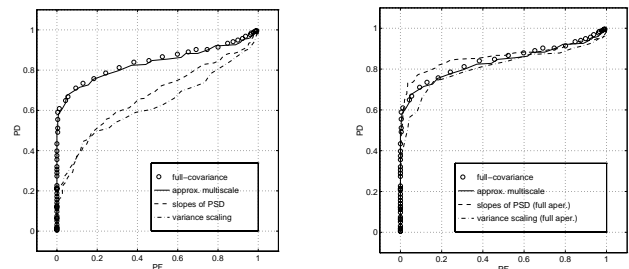 1
0.8
0.6
0.4
0.2
0
PD
full−covariance
approx. multiscale
slopes of PSD
variance scaling
0 0.2 0.4 0.6 0.8 1
PF
1
0.8
0.6
0.4
0.2
0
PD
full−covariance
approx. multiscale
slopes of PSD (full aper.)
variance scaling (full aper.)
0 0.2 0.4 0.6 0.8 1